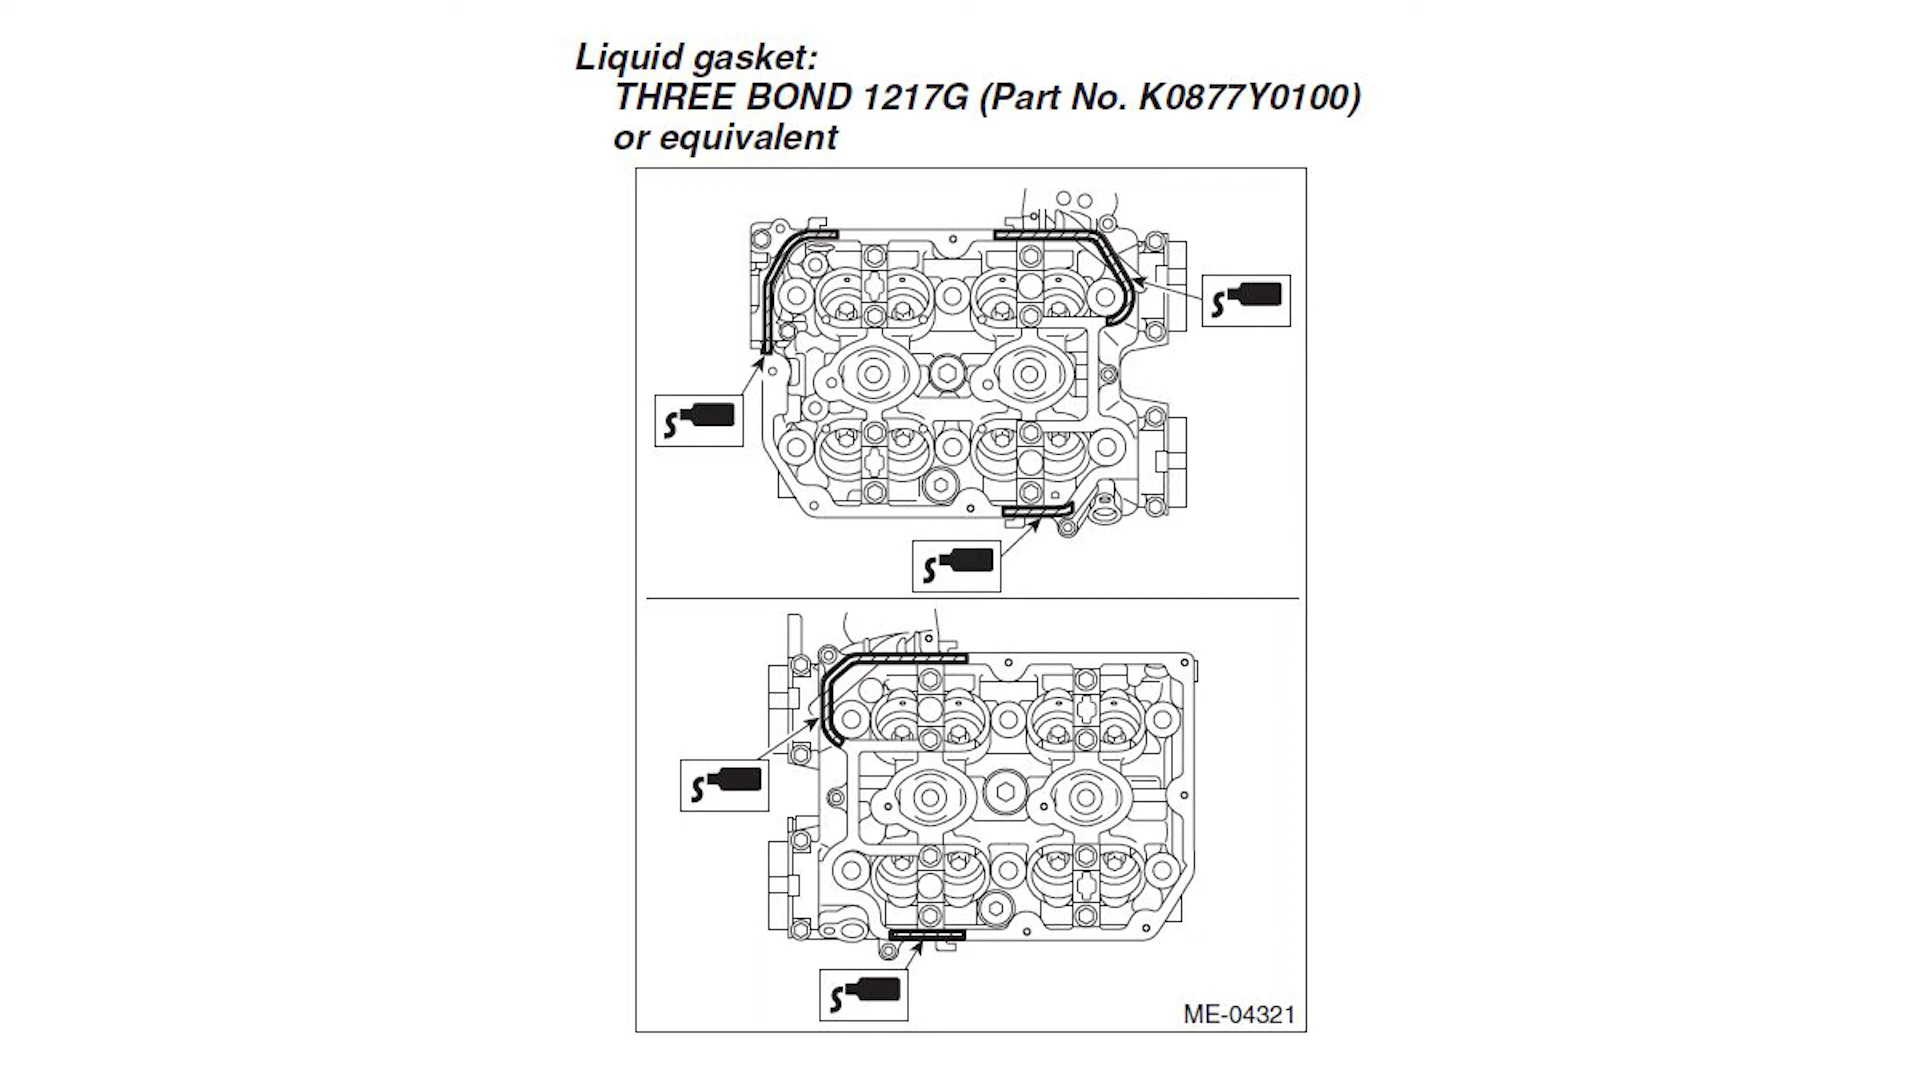 Liquid gasket:
THREE BOND 1217G (Part No. K0877Y0100)
or equivalent
ME-04321